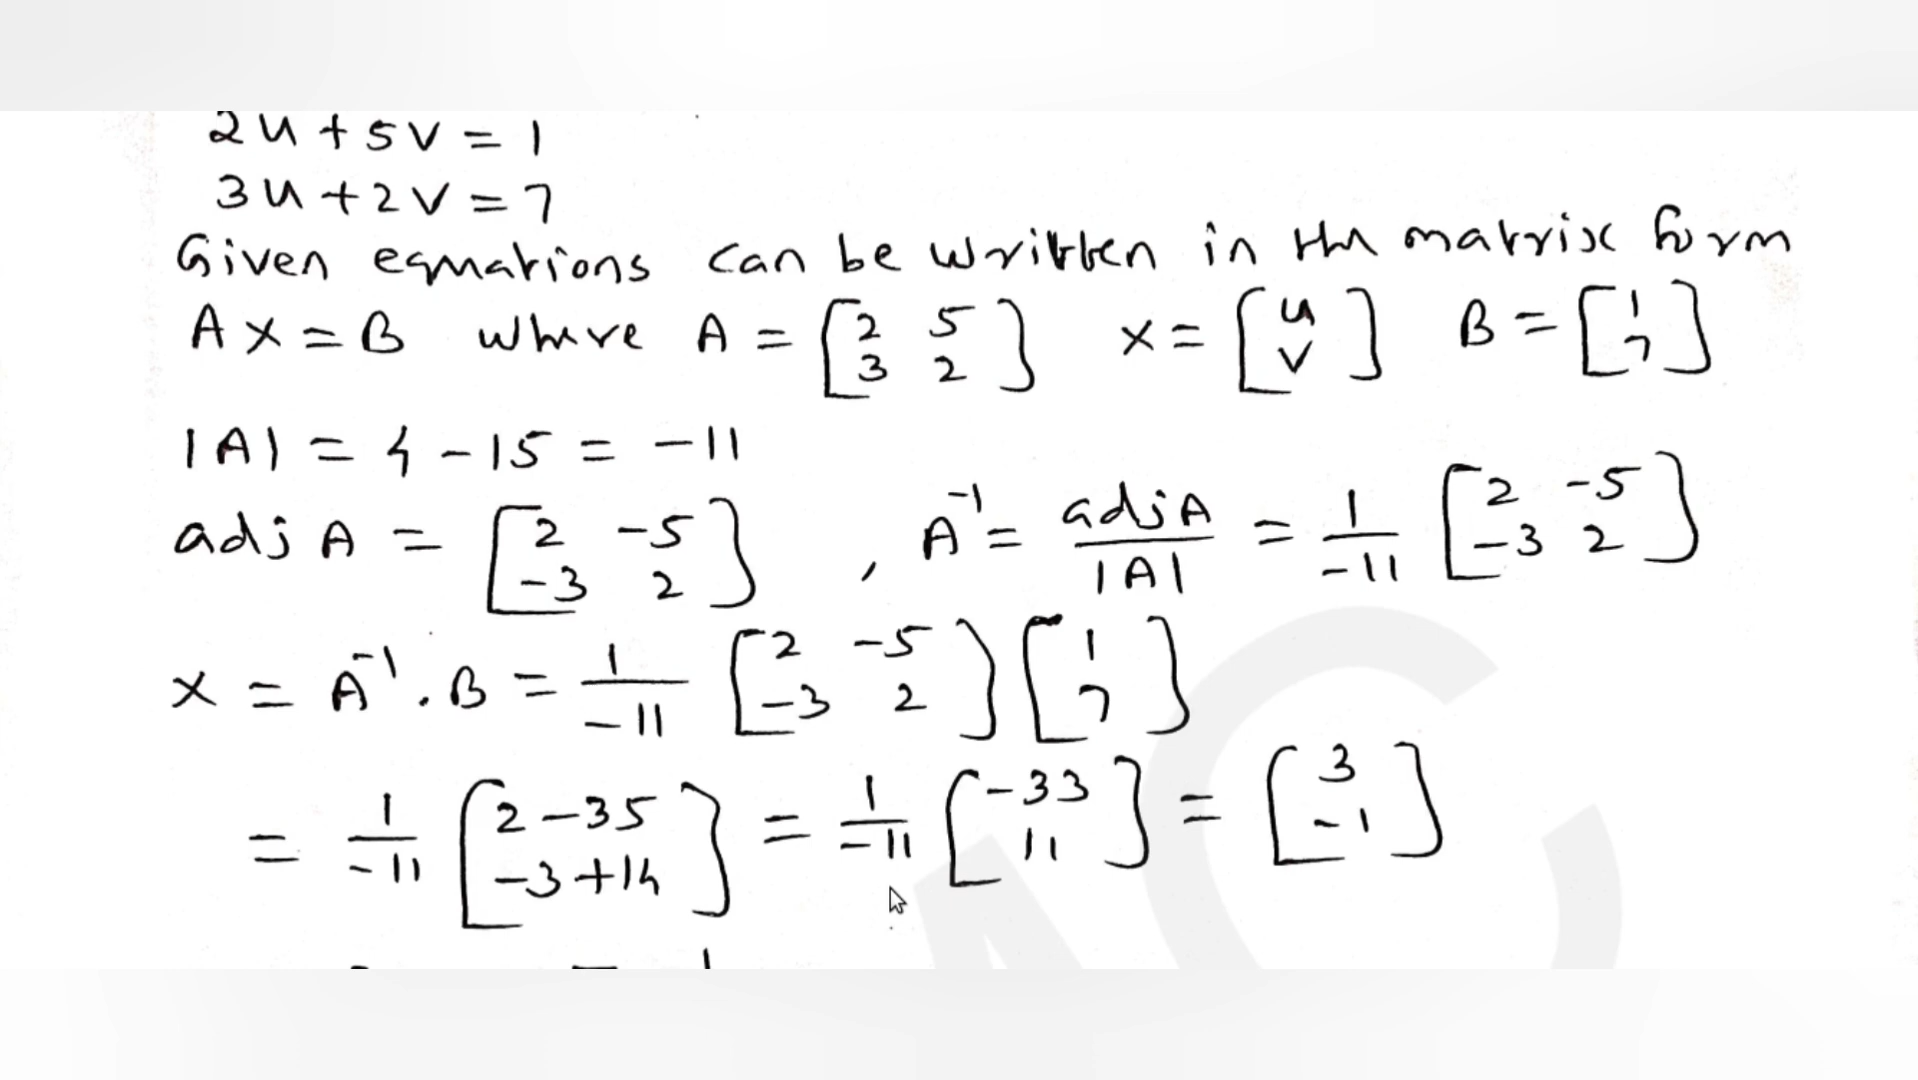 2u + 5v = 1
3u + 2v = 7
Given equations can be written in the matrix form
AX = B where A = [2 5; 3 2] X = [u; v] B = [1; 7]
|A| = 4 - 15 = -11
adj A = [2 -5; -3 2] , A⁻¹ = adj A / |A| = 1/-11 [2 -5; -3 2]
X = A⁻¹ . B = 1/-11 [2 -5; -3 2] [1; 7]
= 1/-11 [2 - 35; -3 + 14] = 1/-11 [-33; 11] = [3; -1]